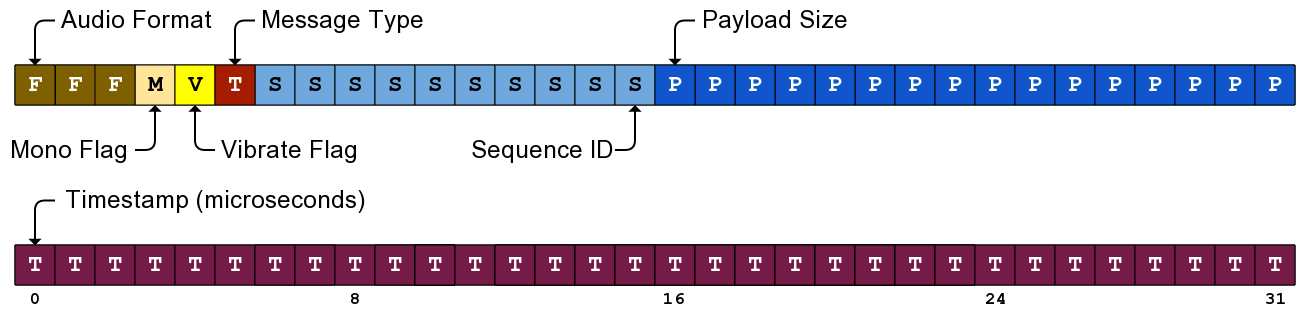 Audio Format Message Type Payload Size
F F F M V T S S S S S S S S S S P P P P P P P P P P P P P P P P
Mono Flag Vibrate Flag Sequence ID
Timestamp (microseconds)
T T T T T T T T T T T T T T T T T T T T T T T T T T T T T T T T
0 8 16 24 31